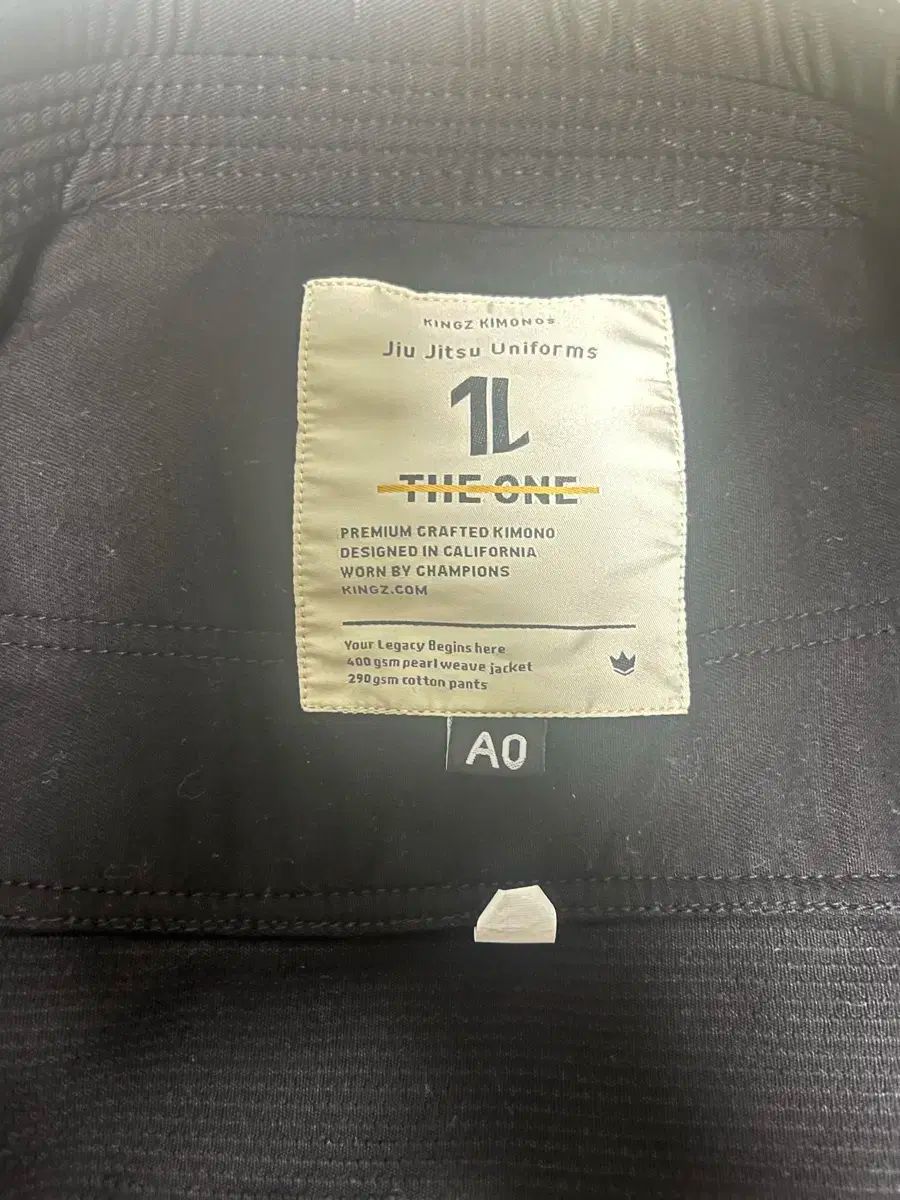 KINGZ KIMONOS
Jiu Jitsu Uniforms
1L
THE ONE
PREMIUM CRAFTED KIMONO
DESIGNED IN CALIFORNIA
WORN BY CHAMPIONS
KINGZ.COM
Your Legacy Begins here
400 gsm pearl weave jacket
290 gsm cotton pants
A0